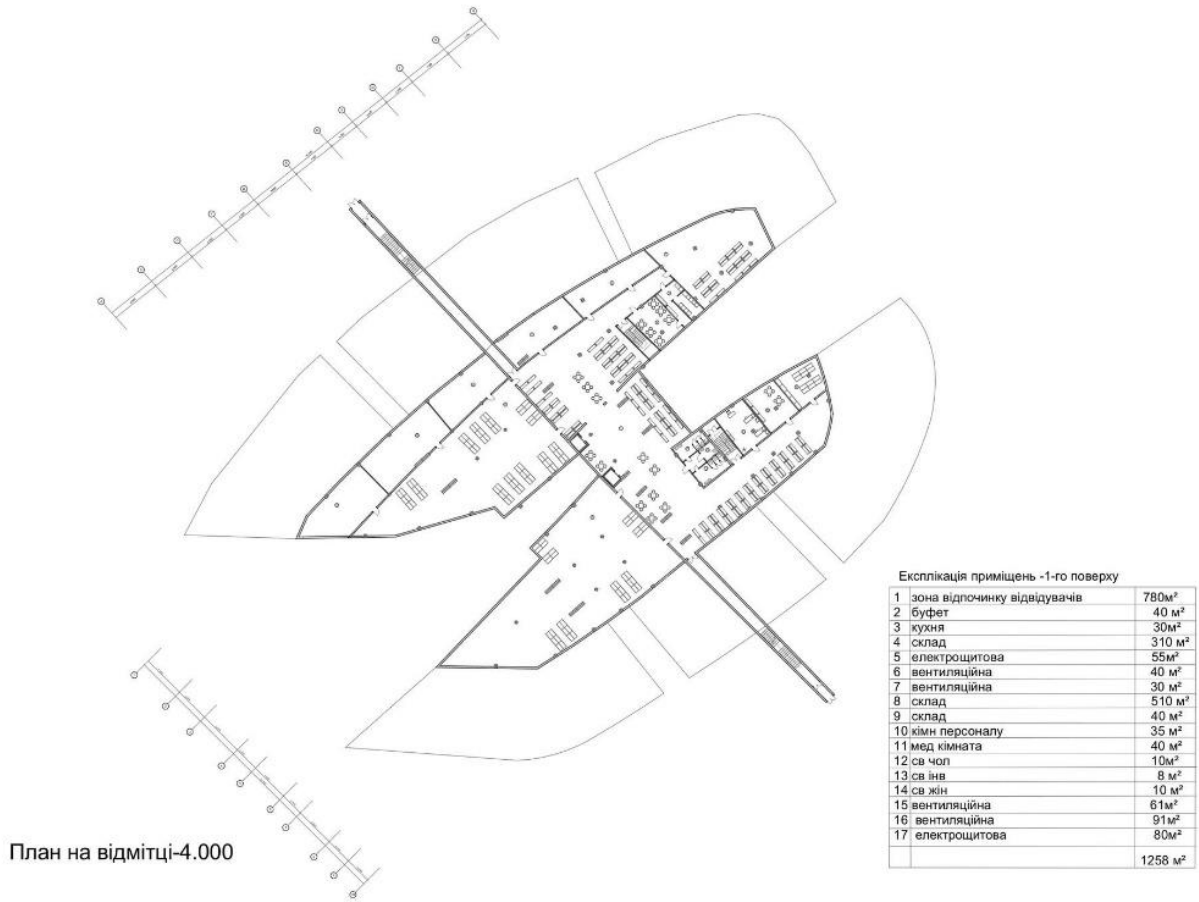 Експлікація приміщень -1-го поверху
1 зона відпочинку відвідувачів 780м²
2 буфет 40 м²
3 кухня 30м²
4 склад 310 м²
5 електрощитова 55м²
6 вентиляційна 40 м²
7 вентиляційна 30 м²
8 склад 510 м²
9 склад 40 м²
10 кімн персоналу 35 м²
11 мед кімната 40 м²
12 св чол 10м²
13 св інв 8 м²
14 св жін 10 м²
15 вентиляційна 61м²
16 вентиляційна 91м²
17 електрощитова 80м²
1258 м²
План на відмітці-4.000